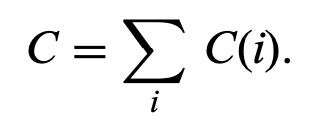 C = ∑ C(i).
i